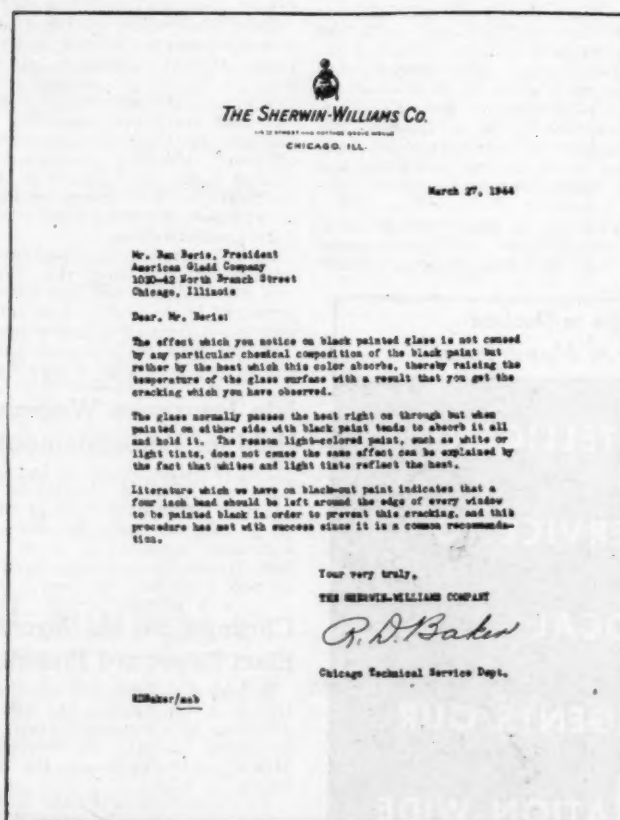 THE SHERWIN-WILLIAMS CO.
CHICAGO, ILL.
March 27, 1944
Mr. Ben Beris, President
American Gladd Company
1010-42 North Branch Street
Chicago, Illinois
Dear, Mr. Beris:
The effect which you notice on black painted glass is not caused
by any particular chemical composition of the black paint but
rather by the heat which this color absorbs, thereby raising the
temperature of the glass surface with a result that you get the
cracking which you have observed.
The glass normally passes the heat right on through but when
painted on either side with black paint tends to absorb it all
and hold it. The reason light-colored paint, such as white or
light tints, does not cause the same effect can be explained by
the fact that whites and light tints reflect the heat.
Literature which we have on black-out paint indicates that a
four inch band should be left around the edge of every window
to be painted black in order to prevent this cracking, and this
procedure has met with success since it is a common recommenda-
tion.
Your very truly,
THE SHERWIN-WILLIAMS COMPANY
R. D. Baker
Chicago Technical Service Dept.
RDBaker/mab